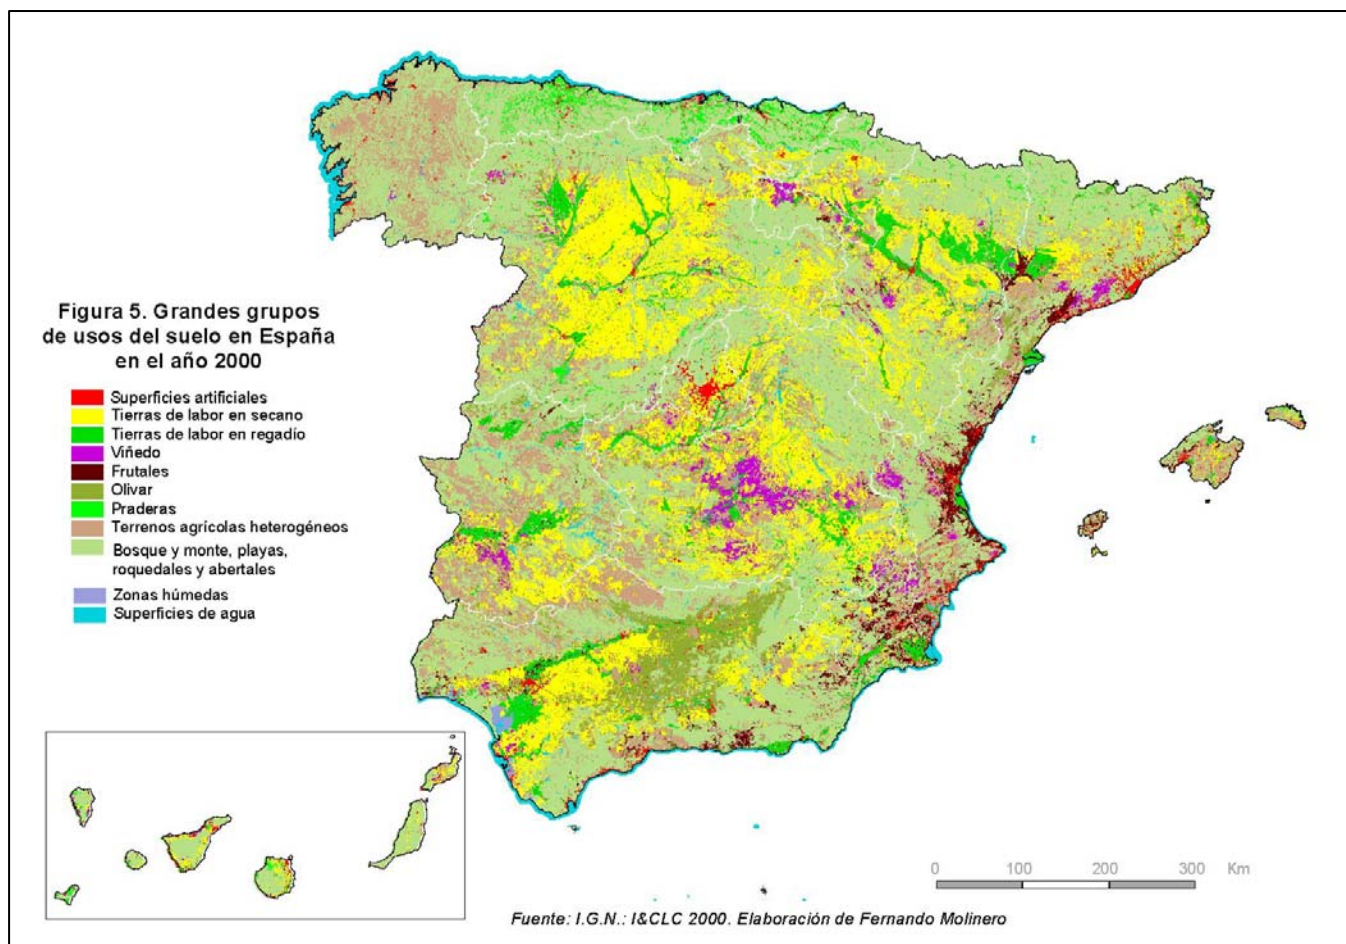 Figura 5. Grandes grupos
de usos del suelo en España
en el año 2000
Superficies artificiales
Tierras de labor en secano
Tierras de labor en regadío
Viñedo
Frutales
Olivar
Praderas
Terrenos agrícolas heterogéneos
Bosque y monte, playas,
roquedales y abertales
Zonas húmedas
Superficies de agua
0 100 200 300 Km
Fuente: I.G.N.: I&CLC 2000. Elaboración de Fernando Molinero